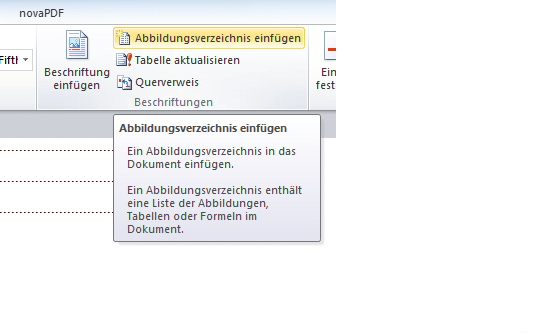 novaPDF
Fifth
Beschriftung
einfügen
Abbildungsverzeichnis einfügen
Tabelle aktualisieren
Querverweis
Beschriftungen
Ein
fest
Abbildungsverzeichnis einfügen
Ein Abbildungsverzeichnis in das
Dokument einfügen.
Ein Abbildungsverzeichnis enthält
eine Liste der Abbildungen,
Tabellen oder Formeln im
Dokument.